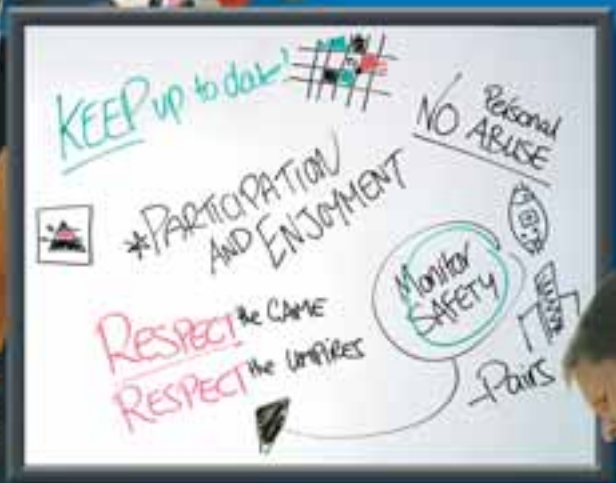 KEEP up to date!
Personal
NO ABUSE
*PARTICIPATION
AND ENJOYMENT
Monitor
SAFETY
RESPECT the GAME
RESPECT the UMPIRES
-Pairs